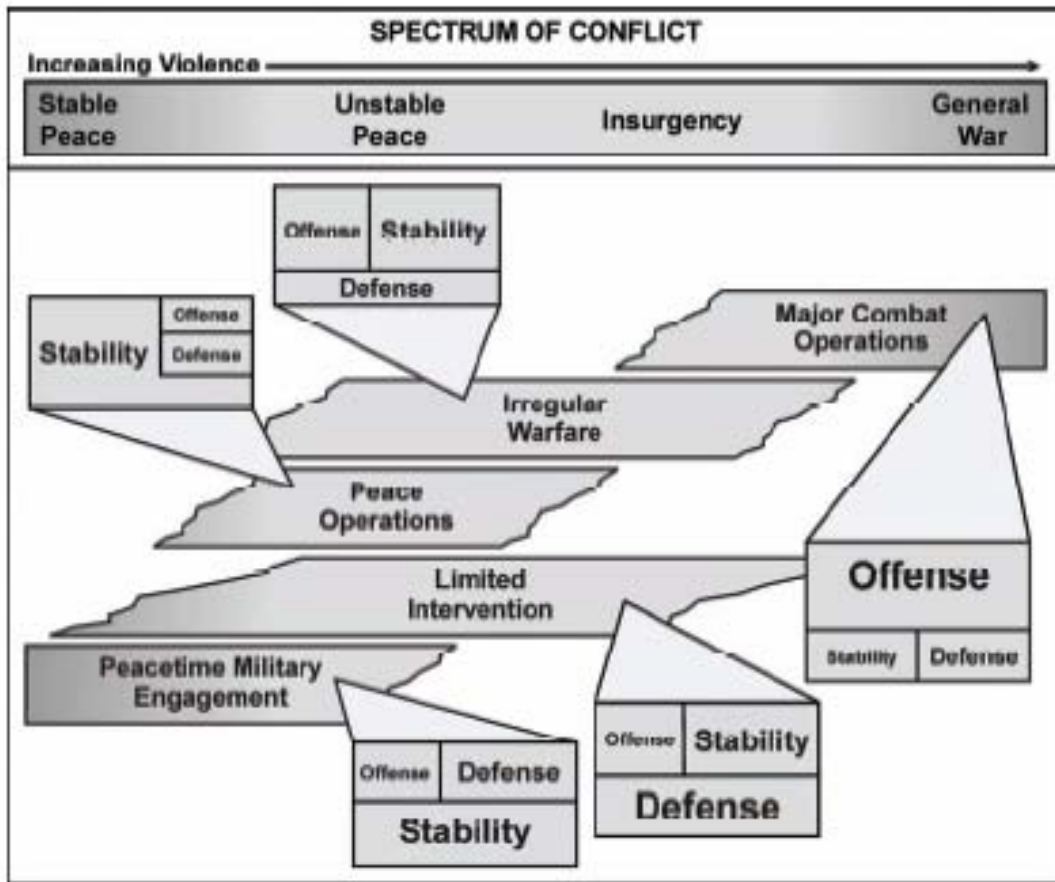 SPECTRUM OF CONFLICT
Increasing Violence
Stable
Peace
Unstable
Peace
Insurgency
General
War
Offense
Stability
Defense
Stability
Offense
Defense
Major Combat
Operations
Irregular
Warfare
Peace
Operations
Limited
Intervention
Offense
Stability
Defense
Peacetime Military
Engagement
Offense
Stability
Defense
Offense
Defense
Stability